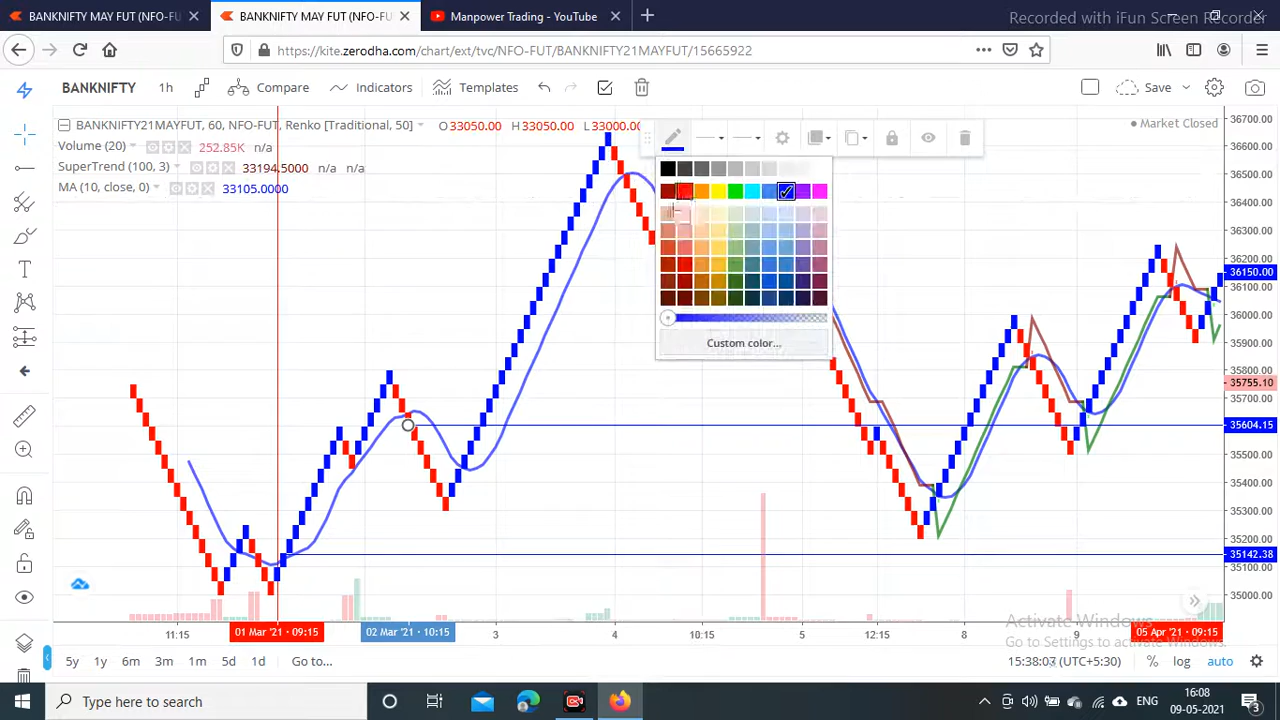 BANKNIFTY MAY FUT (NFO-FU
BANKNIFTY MAY FUT (NFO-FU
Manpower Trading - YouTube
Recorded with iFun Screen Recorder
https://kite.zerodha.com/chart/ext/tvc/NFO-FUT/BANKNIFTY21MAYFUT/15665922
BANKNIFTY
1h
Compare
Indicators
Templates
Save
BANKNIFTY21MAYFUT, 60, NFO-FUT, Renko [Traditional, 50]
O 33050.00 H 33050.00 L 33000.0
Market Closed
Volume (20)
252.85K n/a
SuperTrend (100, 3)
33194.5000 n/a n/a
MA (10, close, 0)
33105.0000
Custom color...
36700.00
36600.00
36500.00
36400.00
36300.00
36200.00
36150.00
36100.00
36000.00
35900.00
35800.00
35755.10
35700.00
35604.15
35500.00
35400.00
35300.00
35200.00
35142.38
35100.00
35000.00
11:15
01 Mar '21 · 09:15
02 Mar '21 · 10:15
3
4
10:15
5
12:15
8
9
05 Apr '21 · 09:15
Activate Windows
Go to Settings to activate Windows.
5y
1y
6m
3m
1m
5d
1d
Go to...
15:38:07 (UTC+5:30)
%
log
auto
Type here to search
ENG
16:08
09-05-2021
3